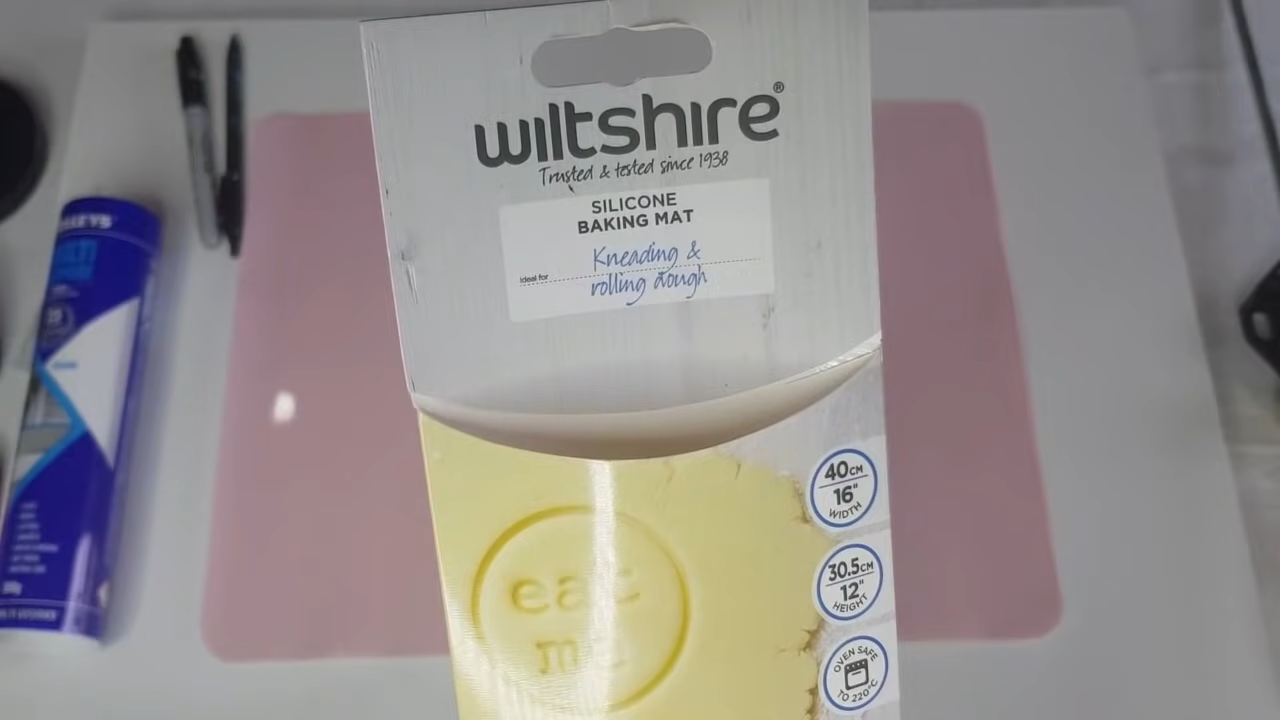 wiltshire®
Trusted & tested since 1938
SILICONE
BAKING MAT
Ideal for
Kneading &
rolling dough
40CM
16"
WIDTH
30.5CM
12"
HEIGHT
OVEN SAFE
TO 220°C
eat
me